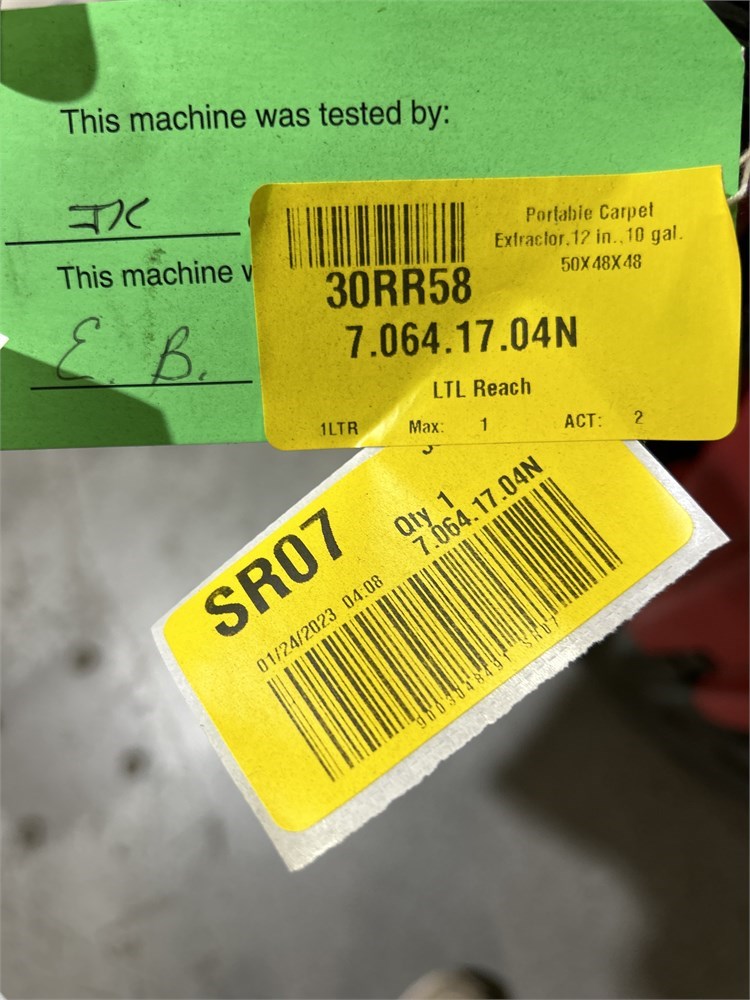 This machine was tested by:
JK
This machine
E. B.
Portable Carpet
Extractor,12 in.,10 gal.
50X48X48
30RR58
7.064.17.04N
LTL Reach
1LTR Max: 1 ACT: 2
SR07
Qty 1
7.064.17.04N
01/24/2023 04:08
9003048491 SR07